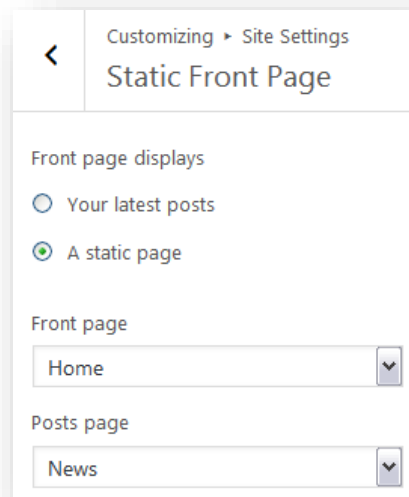 Customizing ▸ Site Settings
Static Front Page
Front page displays
Your latest posts
A static page
Front page
Home
Posts page
News